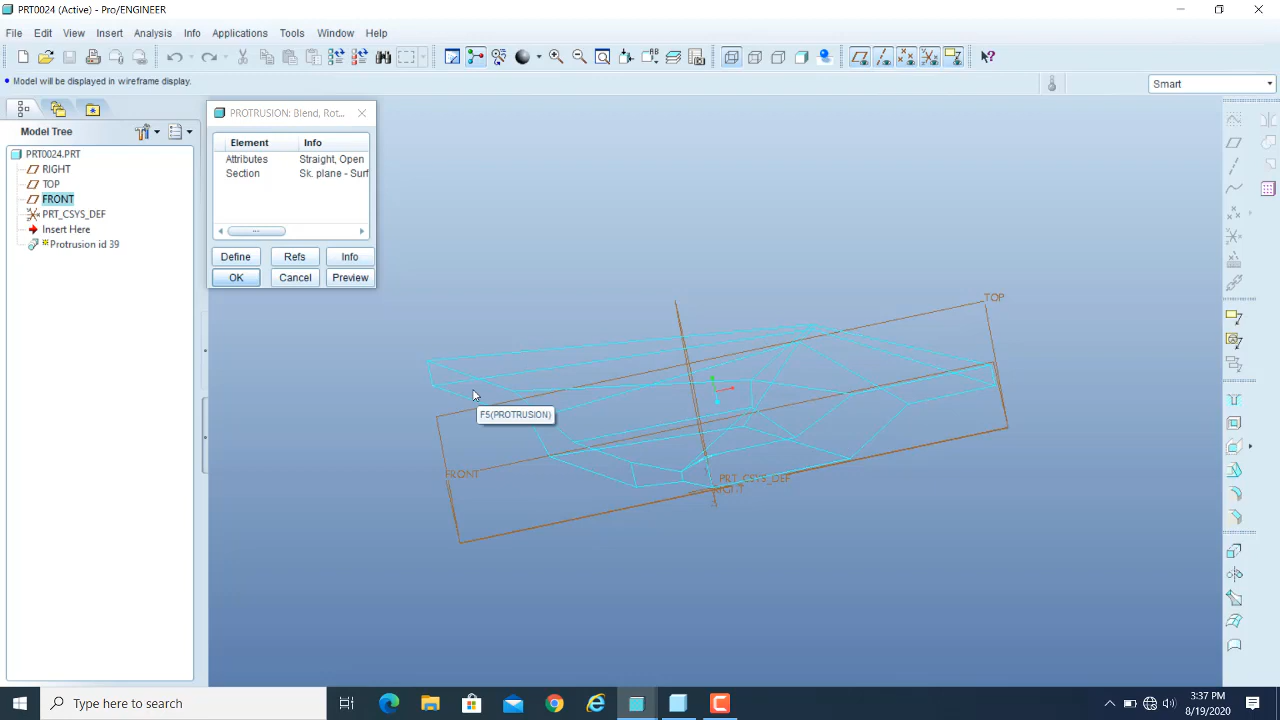 PRT0024 (Active) - Pro/ENGINEER
File Edit View Insert Analysis Info Applications Tools Window Help
Model will be displayed in wireframe display.
Smart
Model Tree
PRT0024.PRT
RIGHT
TOP
FRONT
PRT_CSYS_DEF
Insert Here
Protrusion id 39
PROTRUSION: Blend, Rot...
Element Info
Attributes Straight, Open
Section Sk. plane - Surf
Define Refs Info
OK Cancel Preview
TOP
F5(PROTRUSION)
FRONT
PRT_CSYS_DEF
RIGHT
Type here to search
3:37 PM
8/19/2020